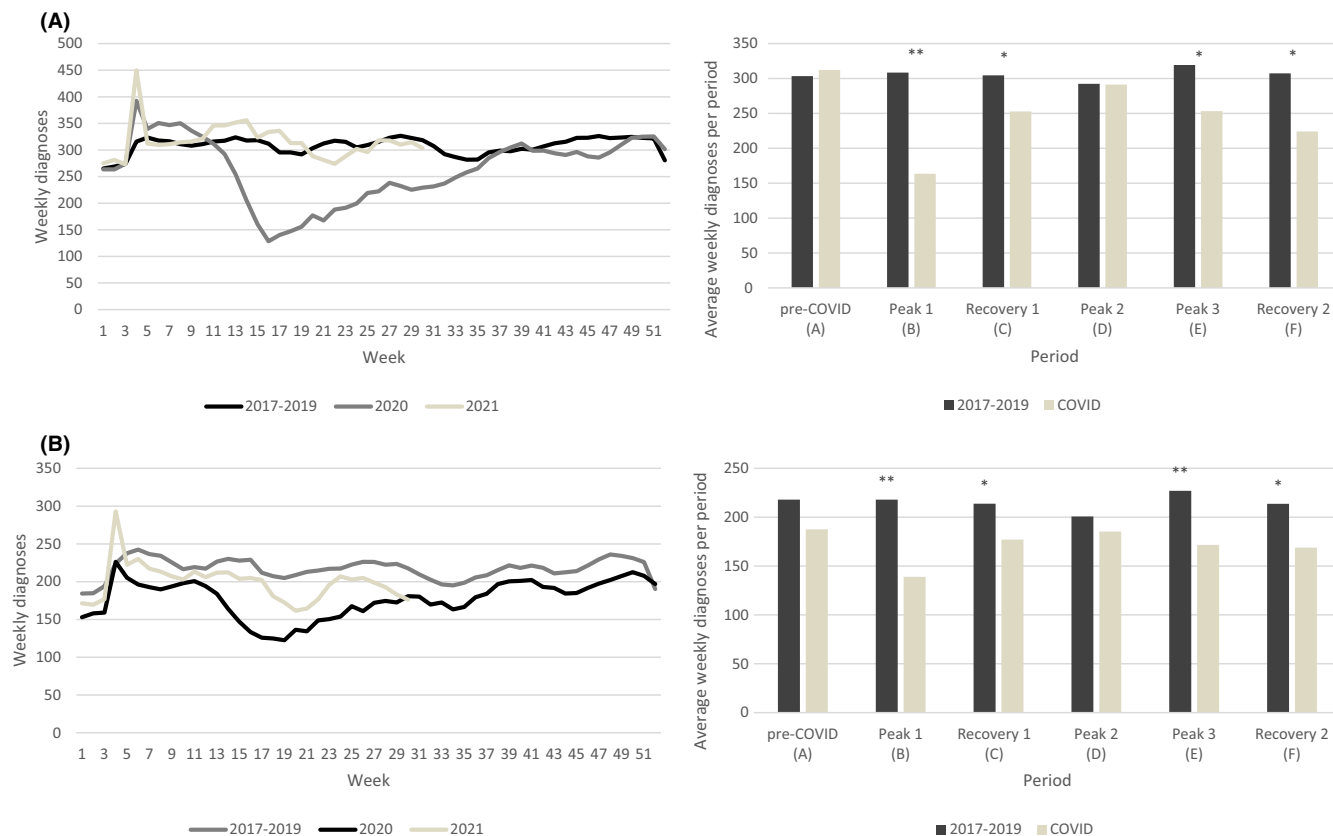 (A)
Weekly diagnoses
500
450
400
350
300
250
200
150
100
50
0
1 3 5 7 9 11 13 15 17 19 21 23 25 27 29 31 33 35 37 39 41 43 45 47 49 51
Week
2017-2019 2020 2021
Average weekly diagnoses per period
350
300
250
200
150
100
50
0
** * * *
pre-COVID Peak 1 Recovery 1 Peak 2 Peak 3 Recovery 2
(A) (B) (C) (D) (E) (F)
Period
2017-2019 COVID
(B)
Weekly diagnoses
350
300
250
200
150
100
50
0
1 3 5 7 9 11 13 15 17 19 21 23 25 27 29 31 33 35 37 39 41 43 45 47 49 51
Week
2017-2019 2020 2021
Average weekly diagnoses per period
250
200
150
100
50
0
** * ** *
pre-COVID Peak 1 Recovery 1 Peak 2 Peak 3 Recovery 2
(A) (B) (C) (D) (E) (F)
Period
2017-2019 COVID